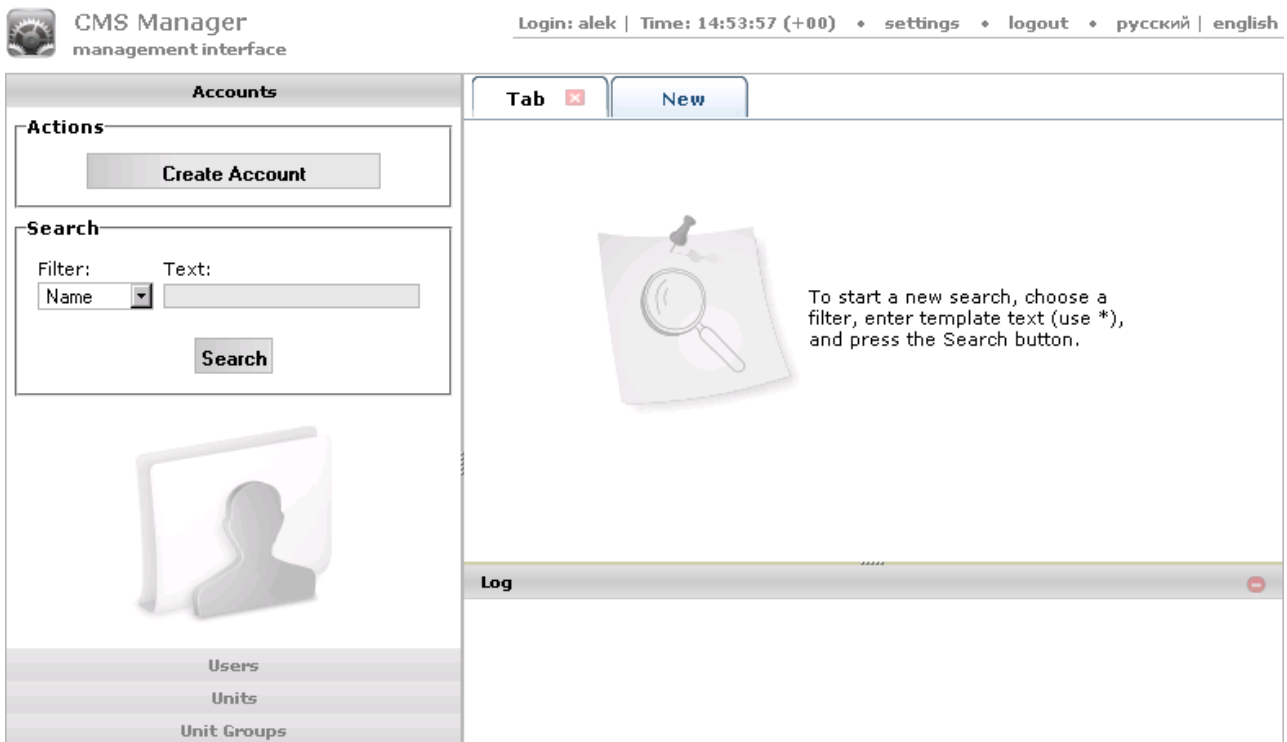 CMS Manager
management interface
Login: alek | Time: 14:53:57 (+00) • settings • logout • русский | english
Accounts
Actions
Create Account
Search
Filter: Text:
Name
Search
Users
Units
Unit Groups
Tab New
To start a new search, choose a
filter, enter template text (use *),
and press the Search button.
Log